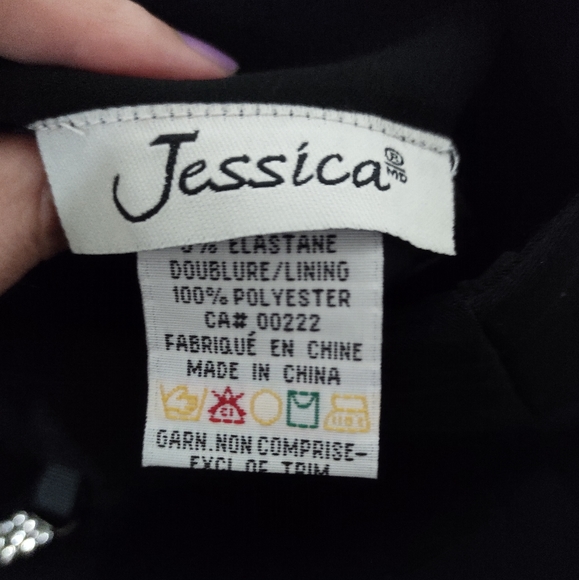 Jessica ® MD
% ELASTANE
DOUBLURE/LINING
100% POLYESTER
CA# 00222
FABRIQUÉ EN CHINE
MADE IN CHINA
CI
GARN.NON COMPRISE-
EXCL OF TRIM